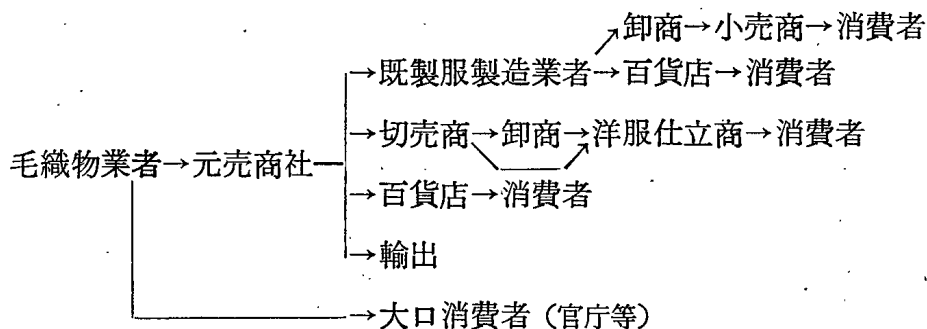 卸商→小売商→消費者
→既製服製造業者→百貨店→消費者
→切売商→卸商→洋服仕立商→消費者
毛織物業者→元売商社
→百貨店→消費者
→輸出
→大口消費者（官庁等）